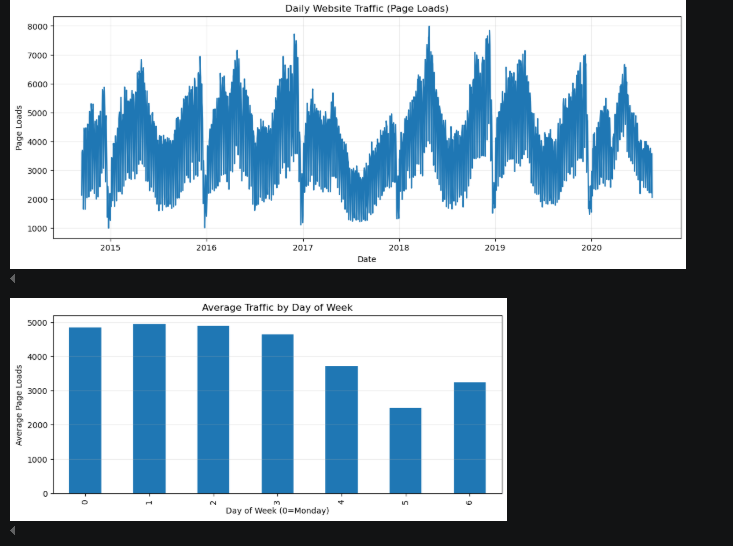 Daily Website Traffic (Page Loads)
8000
7000
6000
5000
4000
3000
2000
1000
Page Loads
2015 2016 2017 2018 2019 2020
Date
Average Traffic by Day of Week
5000
4000
3000
2000
1000
0
Average Page Loads
0 1 2 3 4 5 6
Day of Week (0=Monday)